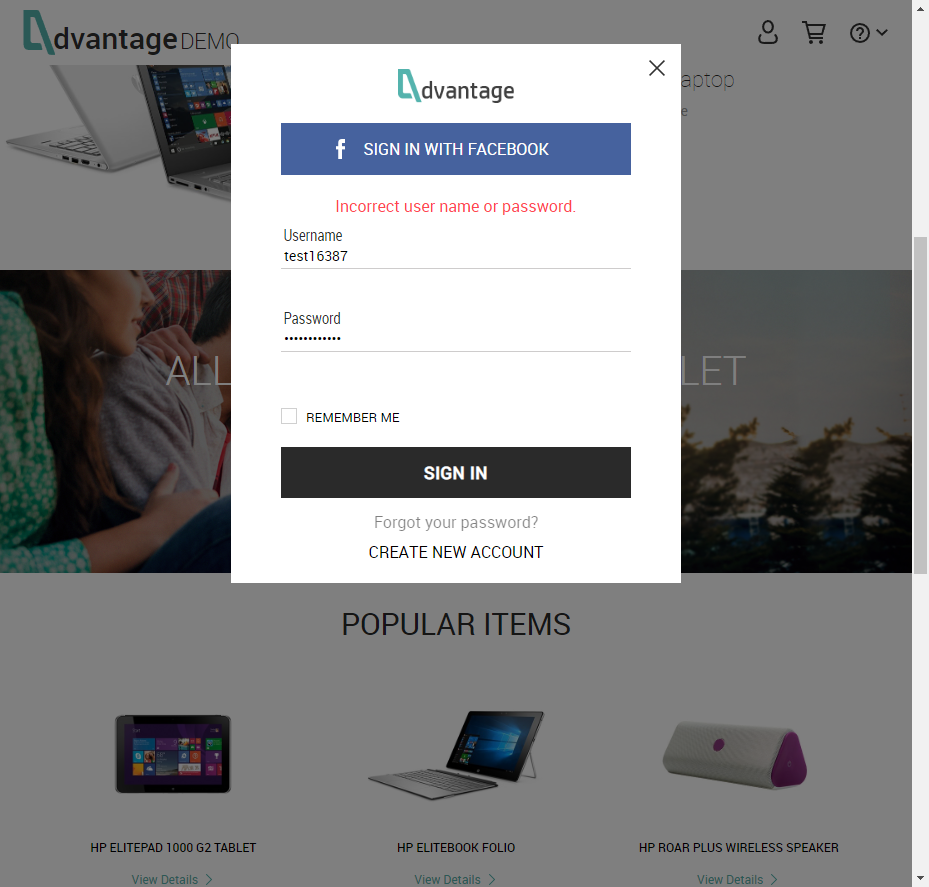 dvantage DEMO
aptop
e
dvantage
SIGN IN WITH FACEBOOK
Incorrect user name or password.
Username
test16387
Password
••••••••••••
REMEMBER ME
SIGN IN
Forgot your password?
CREATE NEW ACCOUNT
ALL
LET
POPULAR ITEMS
HP ELITEPAD 1000 G2 TABLET
HP ELITEBOOK FOLIO
HP ROAR PLUS WIRELESS SPEAKER
View Details
View Details
View Details